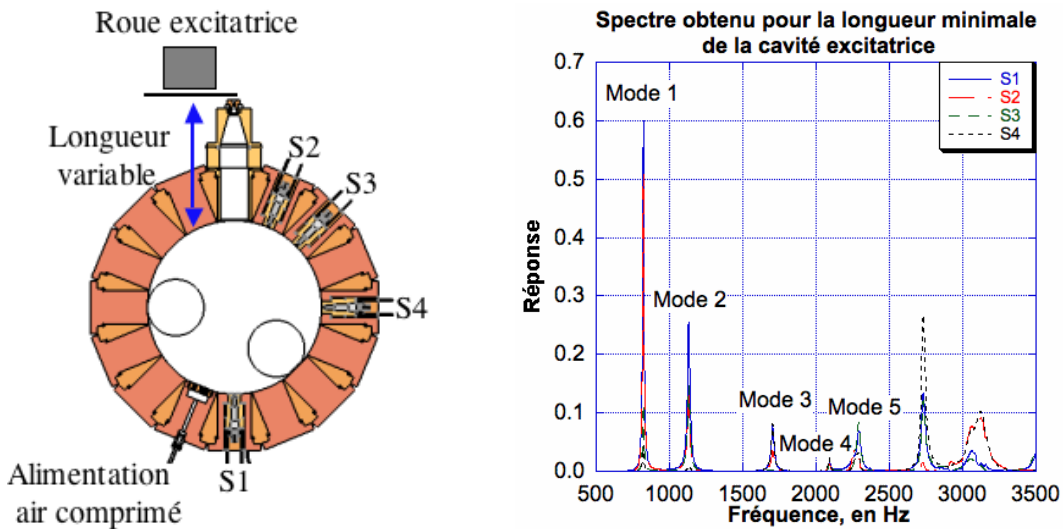 Roue excitatrice
Longueur
variable
S2
S3
S4
S1
Alimentation
air comprimé
Spectre obtenu pour la longueur minimale
de la cavité excitatrice
Réponse
0.7
0.6
0.5
0.4
0.3
0.2
0.1
0.0
Mode 1
Mode 2
Mode 3
Mode 4
Mode 5
S1
S2
S3
S4
500
1000
1500
2000
2500
3000
3500
Fréquence, en Hz